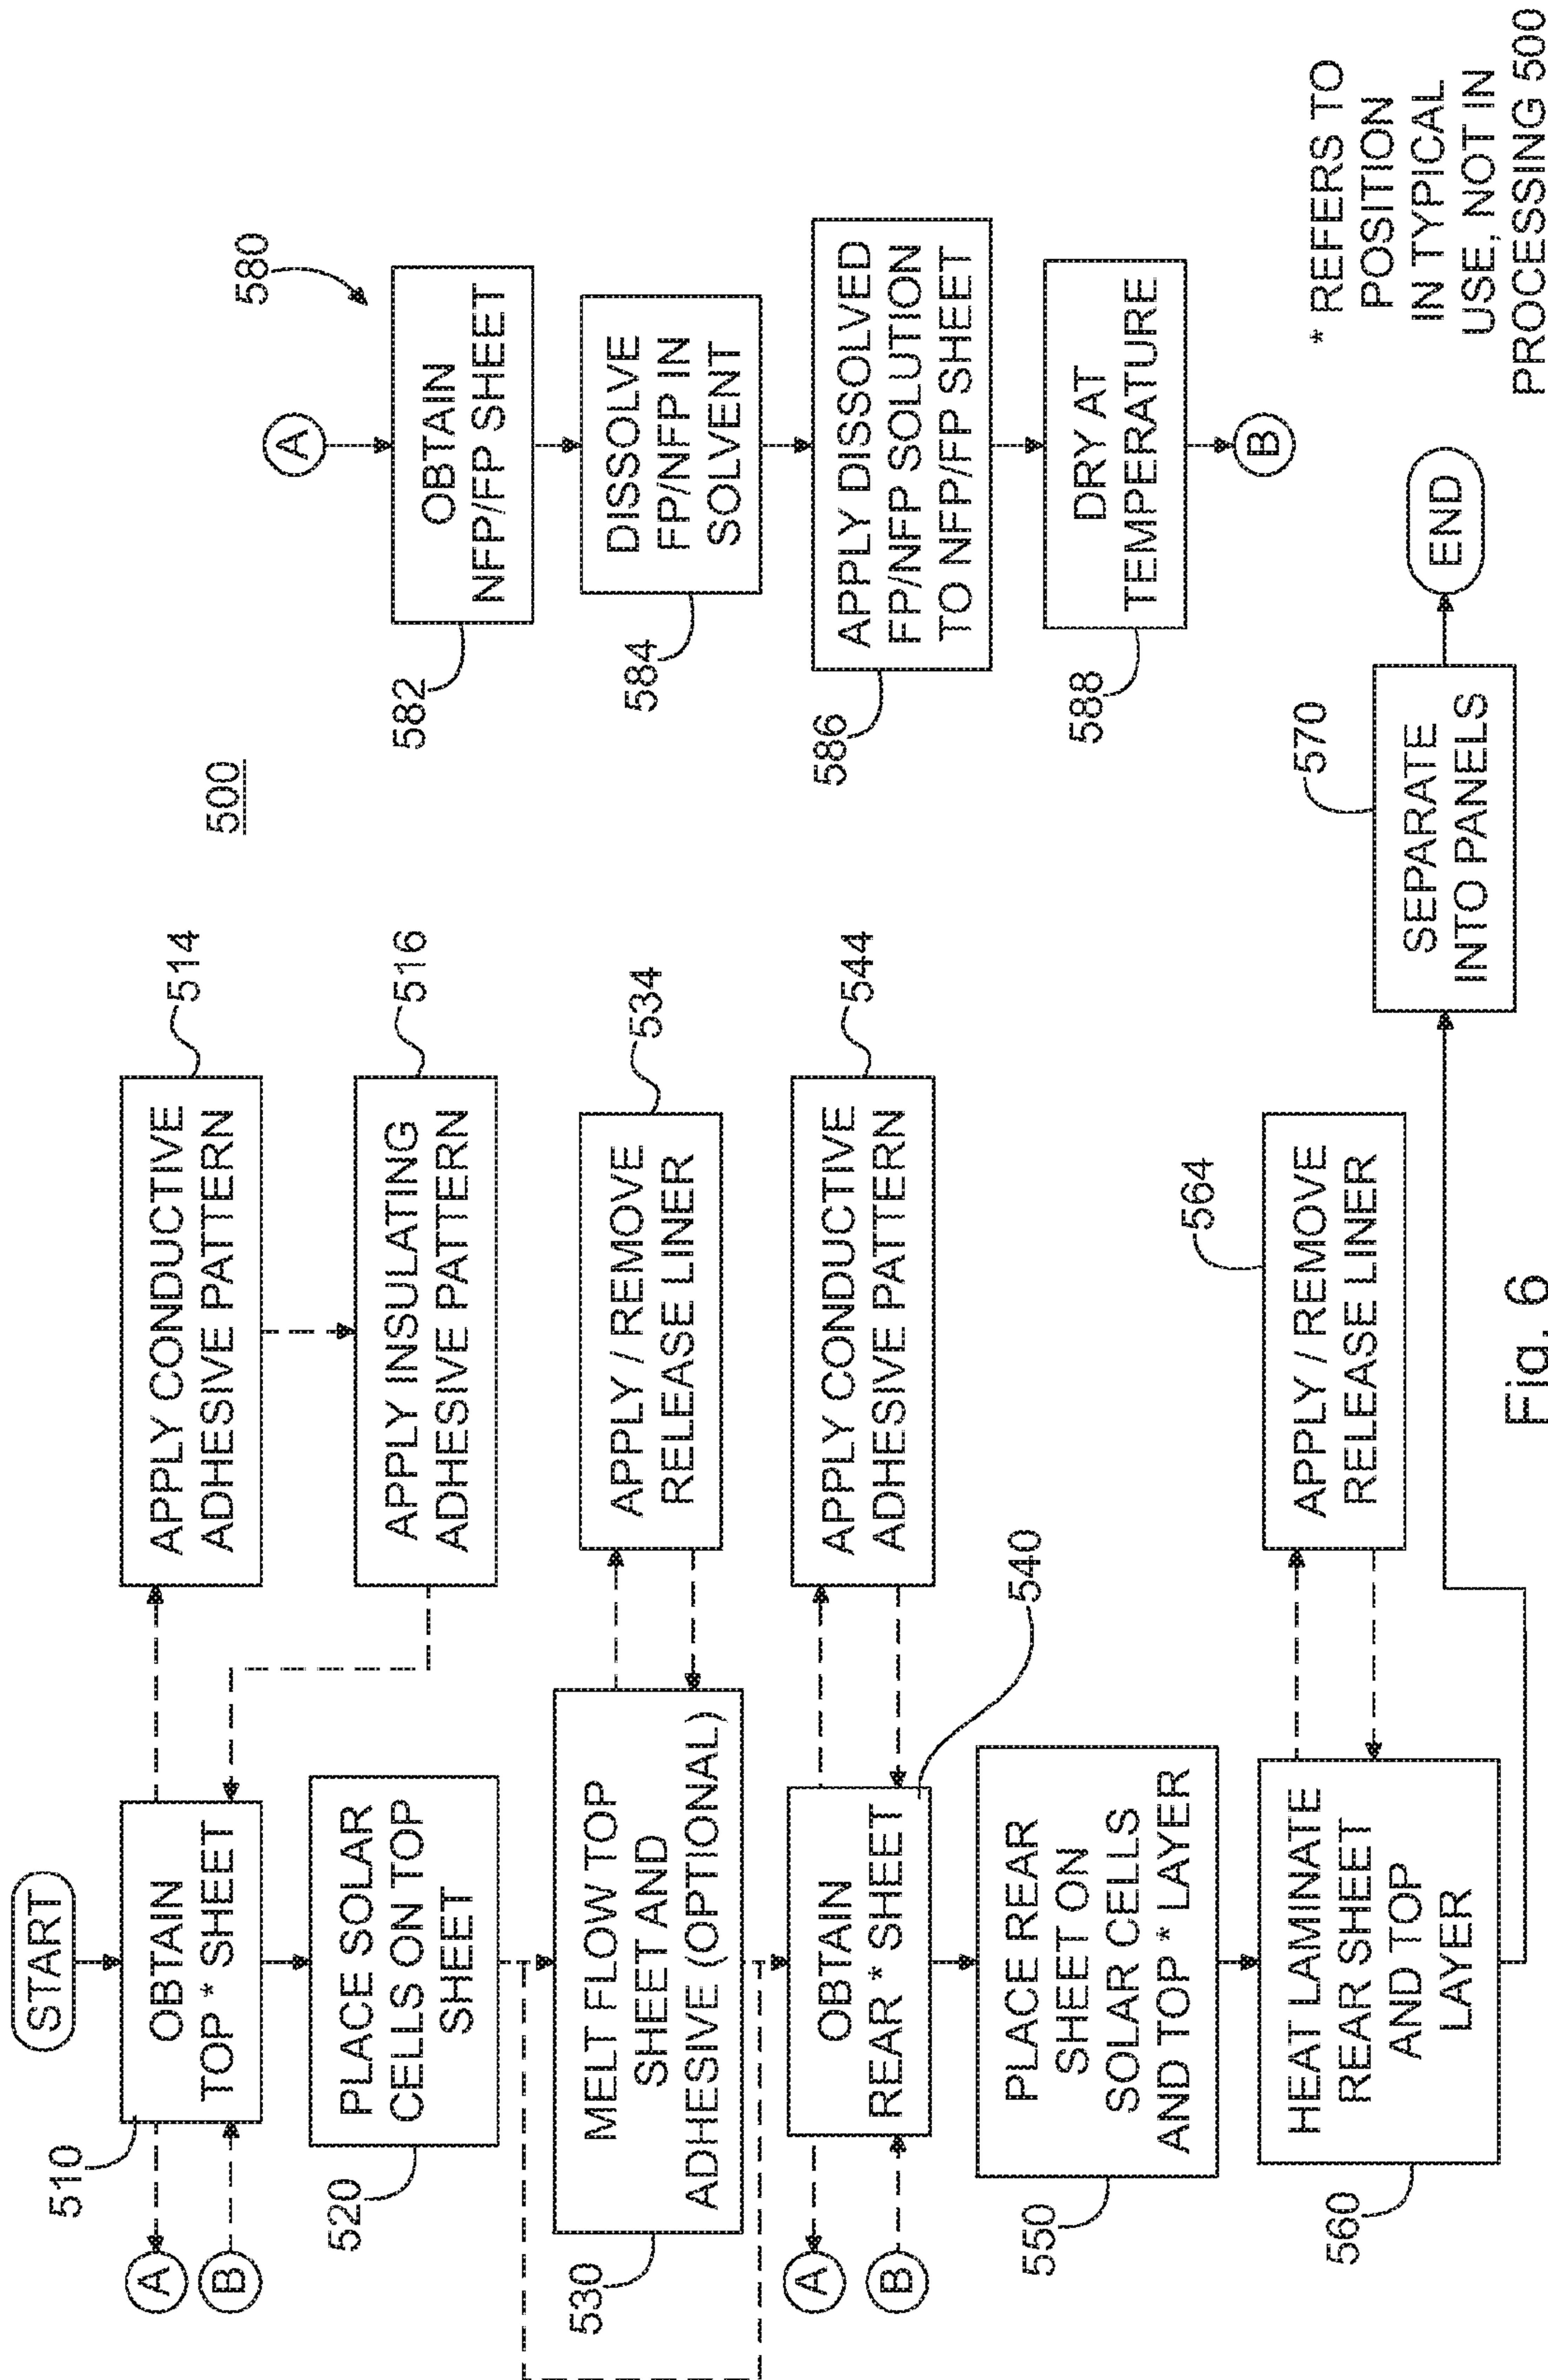 500
START
510
OBTAIN
TOP * SHEET
A
B
APPLY CONDUCTIVE
ADHESIVE PATTERN
514
APPLY INSULATING
ADHESIVE PATTERN
516
520
PLACE SOLAR
CELLS ON TOP
SHEET
530
MELT FLOW TOP
SHEET AND
ADHESIVE (OPTIONAL)
APPLY / REMOVE
RELEASE LINER
534
A
B
OBTAIN
REAR * SHEET
540
APPLY CONDUCTIVE
ADHESIVE PATTERN
544
550
PLACE REAR
SHEET ON
SOLAR CELLS
AND TOP * LAYER
560
HEAT LAMINATE
REAR SHEET
AND TOP
LAYER
APPLY / REMOVE
RELEASE LINER
564
SEPARATE
INTO PANELS
570
END
580
A
582
OBTAIN
NFP/FP SHEET
584
DISSOLVE
FP/NFP IN
SOLVENT
586
APPLY DISSOLVED
FP/NFP SOLUTION
TO NFP/FP SHEET
588
DRY AT
TEMPERATURE
B
* REFERS TO
POSITION
IN TYPICAL
USE, NOT IN
PROCESSING 500
Fig. 6